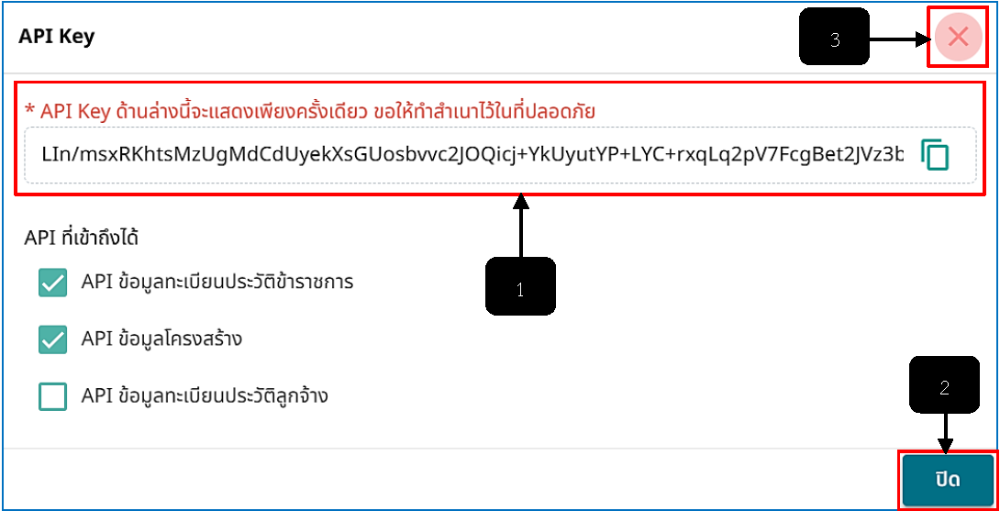 API Key
3
* API Key ด้านล่างนี้จะแสดงเพียงครั้งเดียว ขอให้ทำสำเนาไว้ในที่ปลอดภัย
LIn/msxRKhtsMzUgMdCdUyekXsGUosbvvc2JOQicj+YkUyutYP+LYC+rxqLq2pV7FcgBet2JVz3b
API ที่เข้าถึงได้
1
API ข้อมูลทะเบียนประวัติข้าราชการ
API ข้อมูลโครงสร้าง
API ข้อมูลทะเบียนประวัติลูกจ้าง
2
ปิด